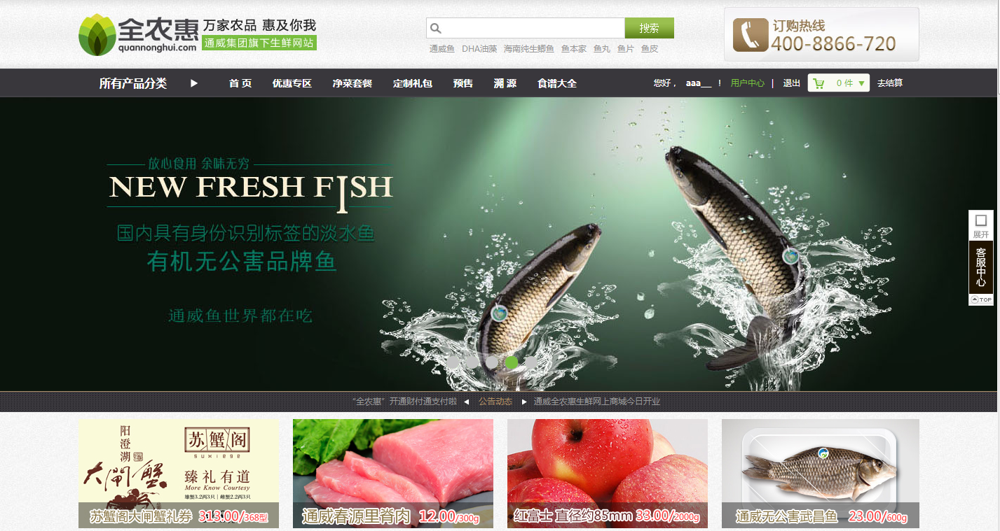 全农惠
quannonghui.com
万家农品 惠及你我
通威集团旗下生鲜网站
搜索
通威鱼 DHA油藻 海南纯生鲫鱼 鱼本家 鱼丸 鱼片 鱼皮
订购热线
400-8866-720
所有产品分类
首 页 优惠专区 净菜套餐 定制礼包 预售 溯 源 食谱大全
您好， aaa__ ！ 用户中心 | 退出
0 件
去结算
放心食用 余味无穷
NEW FRESH FISH
国内具有身份识别标签的淡水鱼
有机无公害品牌鱼
通威鱼世界都在吃
展开
客服中心
TOP
“全农惠”开通财付通支付啦
公告动态
通威全农惠生鲜网上商城今日开业
阳澄湖
大闸蟹
苏蟹阁
suxiege
臻礼有道
More Know Courtesy
雄蟹3.2两3只 | 雌蟹2.2两3只
苏蟹阁大闸蟹礼券 313.00/368型
通威春源里脊肉 12.00/300g
红富士 直径约85mm 33.00/2000g
通威无公害武昌鱼 23.00/600g